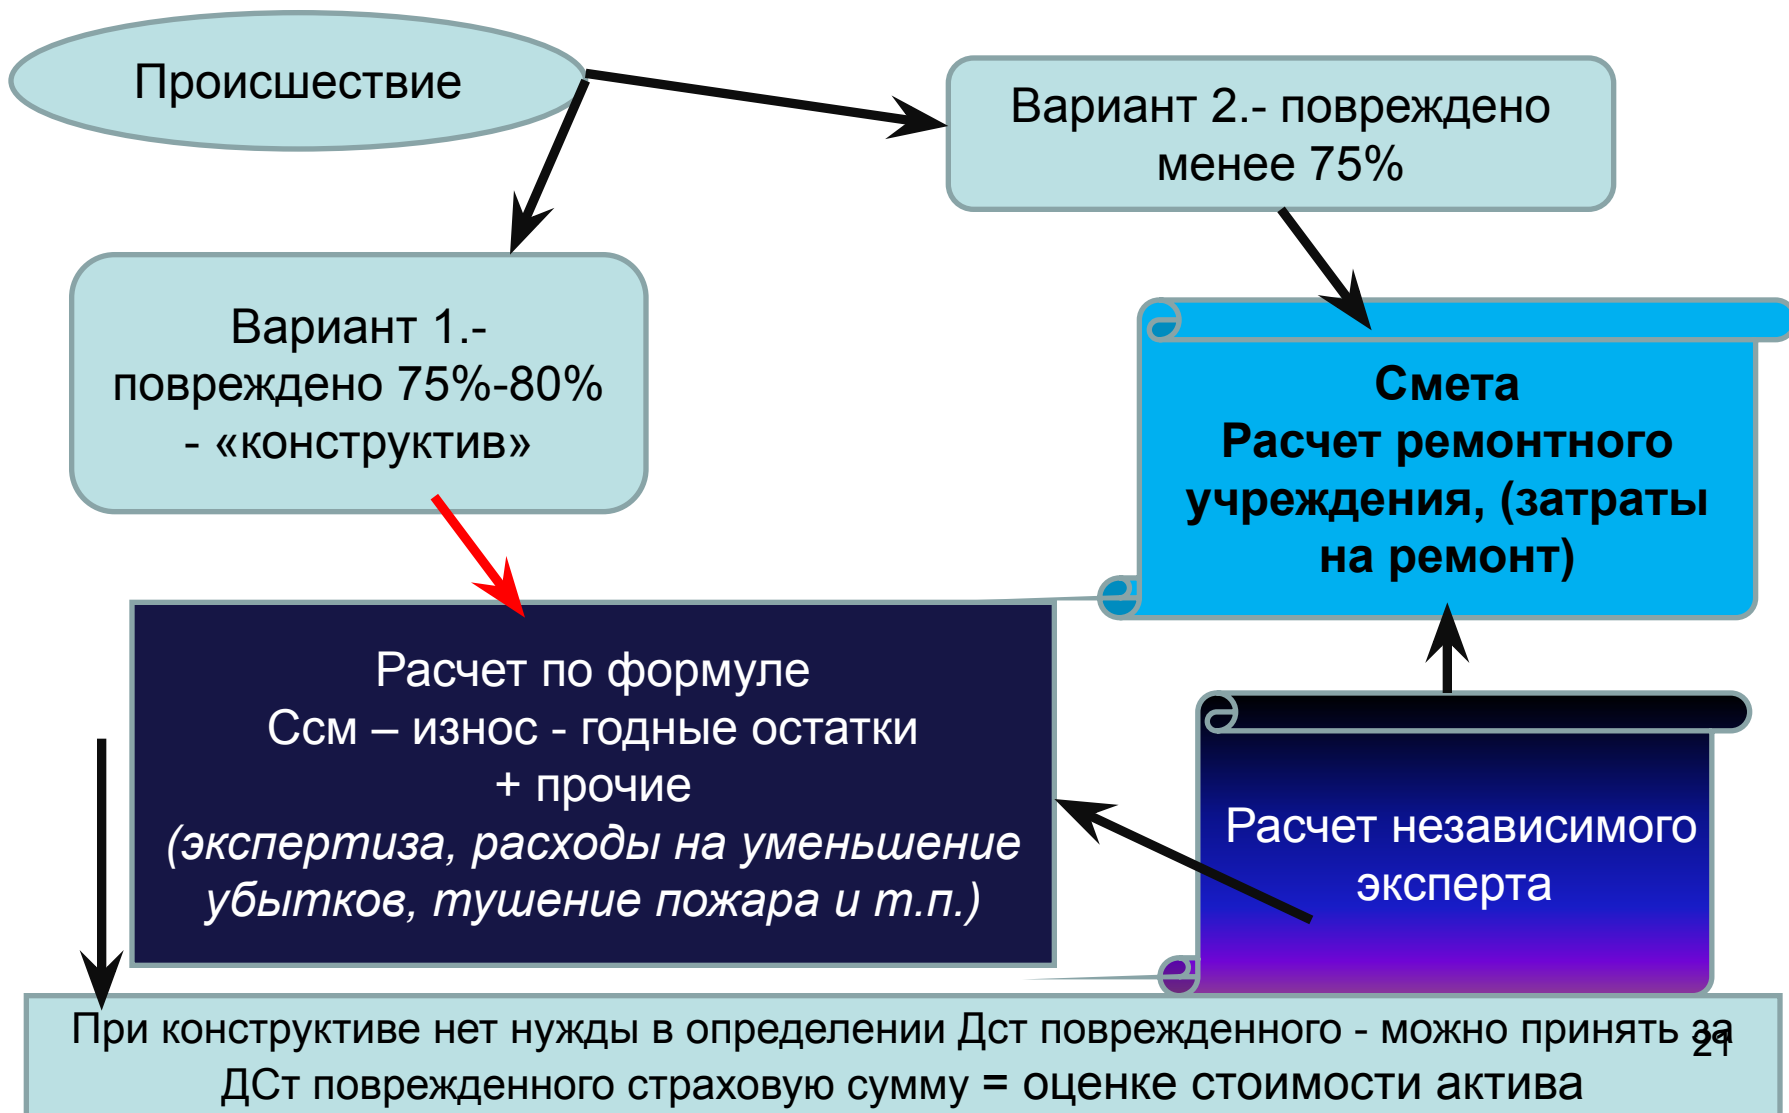 Происшествие
Вариант 2.- повреждено
менее 75%
Вариант 1.-
повреждено 75%-80%
- «конструктив»
Смета
Расчет ремонтного
учреждения, (затраты
на ремонт)
Расчет по формуле
Ссм – износ - годные остатки
+ прочие
(экспертиза, расходы на уменьшение
убытков, тушение пожара и т.п.)
Расчет независимого
эксперта
При конструктиве нет нужды в определении Дст поврежденного - можно принять за
ДСт поврежденного страховую сумму = оценке стоимости актива
21